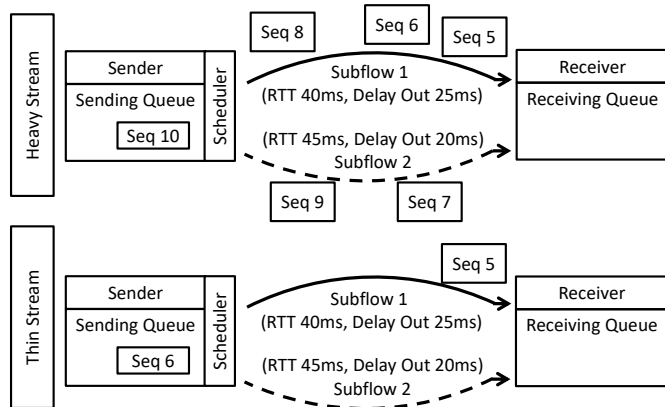 Heavy Stream
Sender
Sending Queue
Seq 10
Scheduler
Seq 8
Seq 6
Seq 5
Subflow 1
(RTT 40ms, Delay Out 25ms)
(RTT 45ms, Delay Out 20ms)
Subflow 2
Seq 9
Seq 7
Receiver
Receiving Queue
Thin Stream
Sender
Sending Queue
Seq 6
Scheduler
Seq 5
Subflow 1
(RTT 40ms, Delay Out 25ms)
(RTT 45ms, Delay Out 20ms)
Subflow 2
Receiver
Receiving Queue